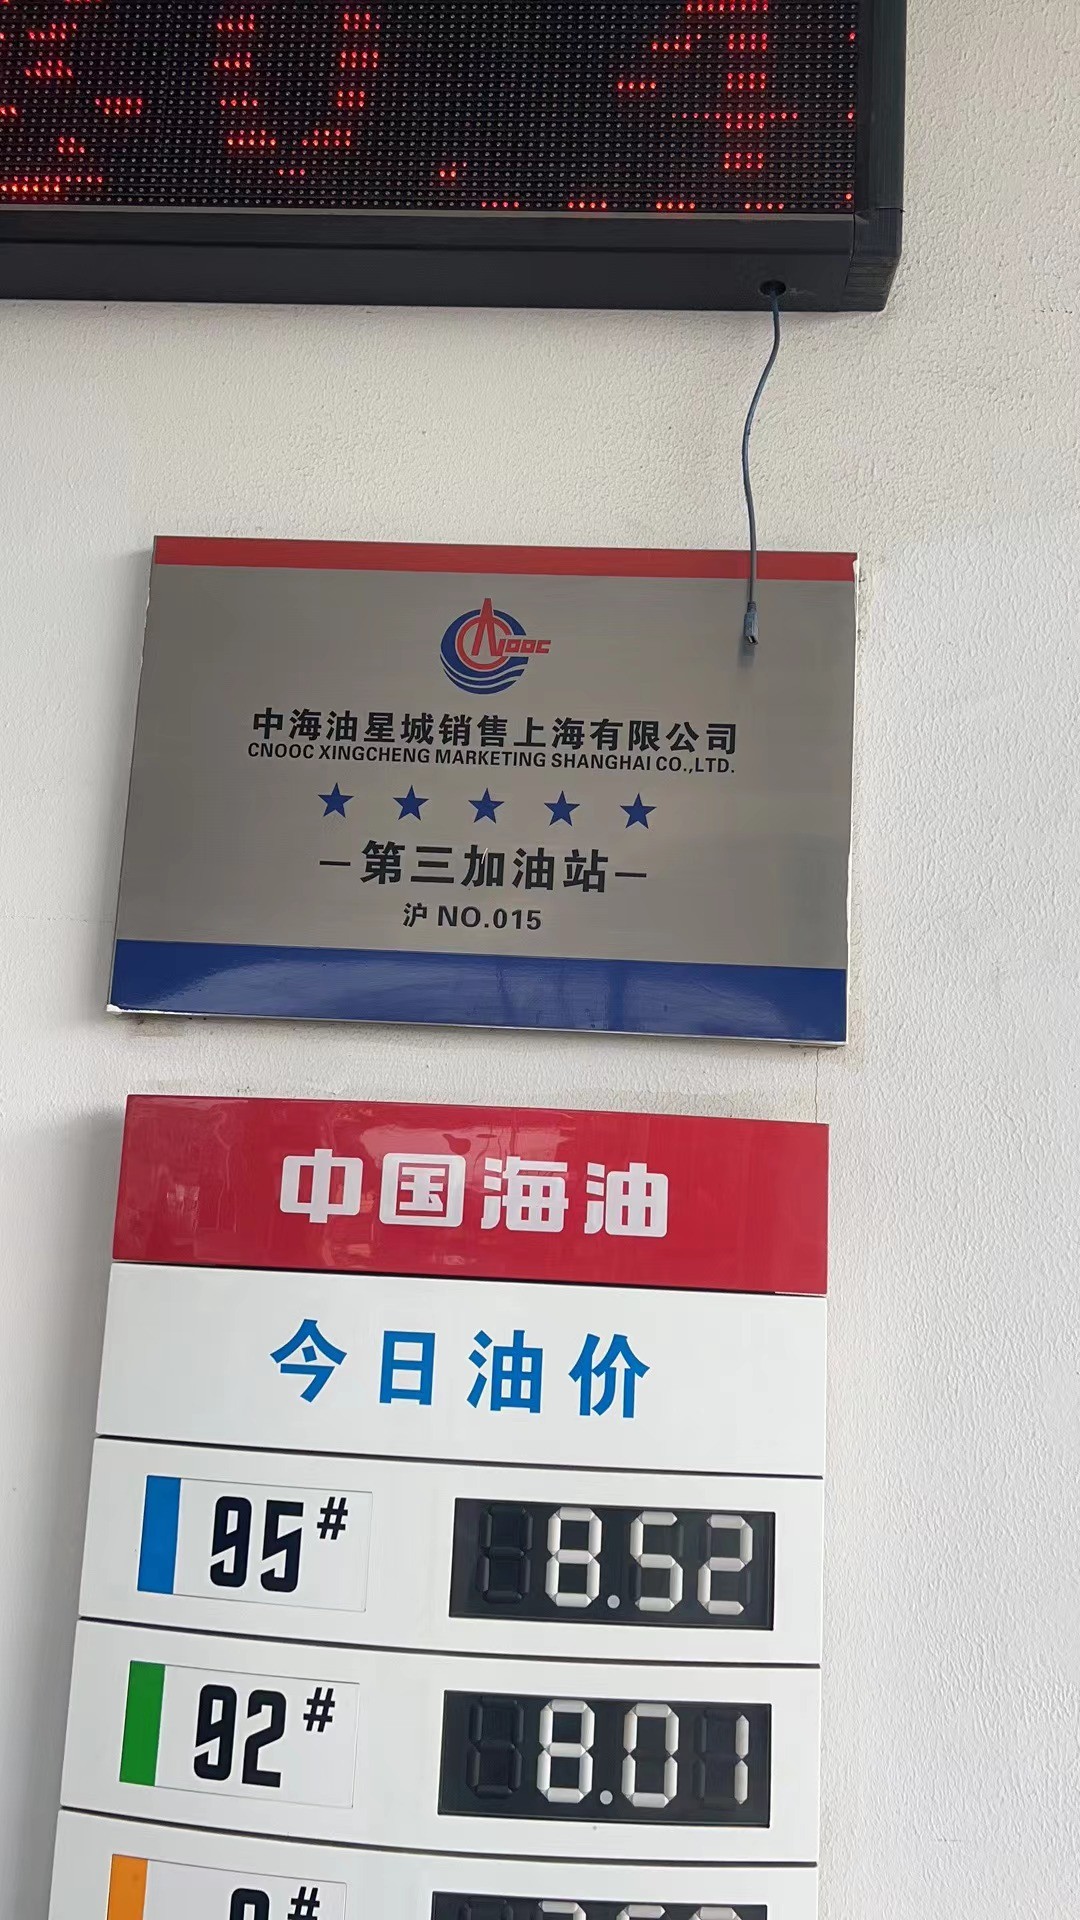 CNOOC
中海油星城销售上海有限公司
CNOOC XINGCHENG MARKETING SHANGHAI CO.,LTD.
—第三加油站—
沪 NO.015
中国海油
今日油价
95# 8.52
92# 8.01